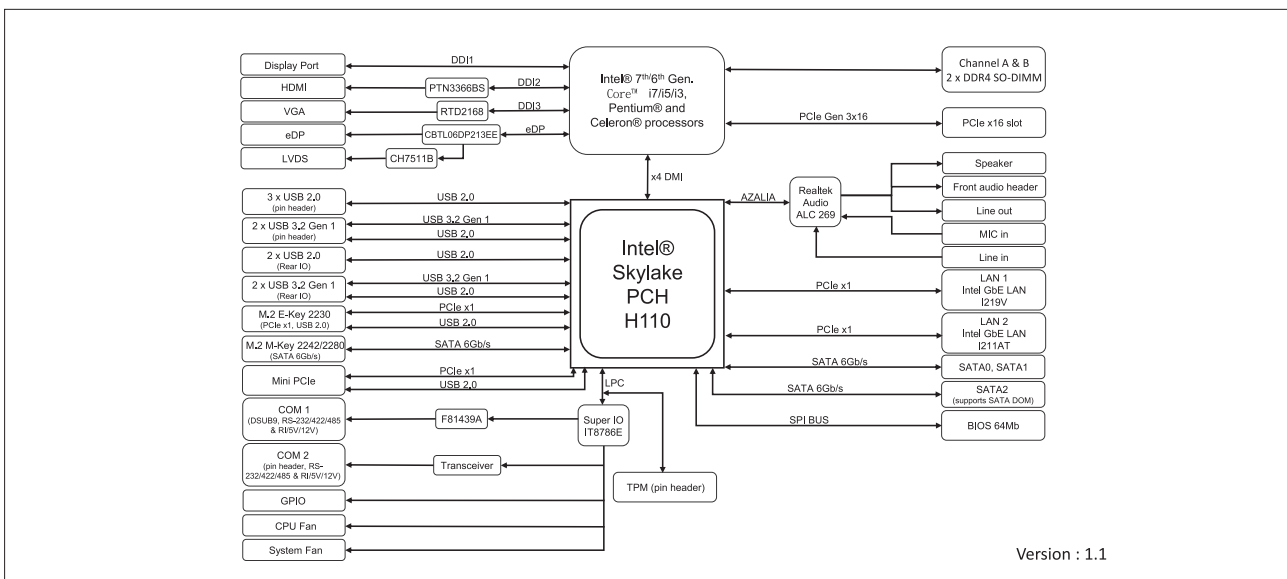 Display Port
DDI1
HDMI
PTN3366BS
DDI2
VGA
RTD2168
DDI3
eDP
CBTL06DP213EE
eDP
LVDS
CH7511B
Intel® 7th/6th Gen.
Core™ i7/i5/i3,
Pentium® and
Celeron® processors
Channel A & B
2 x DDR4 SO-DIMM
PCIe Gen 3x16
PCIe x16 slot
x4 DMI
3 x USB 2.0
(pin header)
USB 2.0
2 x USB 3.2 Gen 1
(pin header)
USB 3.2 Gen 1
USB 2.0
2 x USB 2.0
(Rear IO)
USB 2.0
2 x USB 3.2 Gen 1
(Rear IO)
USB 3.2 Gen 1
USB 2.0
M.2 E-Key 2230
(PCIe x1, USB 2.0)
PCIe x1
USB 2.0
M.2 M-Key 2242/2280
(SATA 6Gb/s)
SATA 6Gb/s
Mini PCIe
PCIe x1
USB 2.0
Intel®
Skylake
PCH
H110
AZALIA
Realtek
Audio
ALC 269
Speaker
Front audio header
Line out
MIC in
Line in
PCIe x1
LAN 1
Intel GbE LAN
I219V
PCIe x1
LAN 2
Intel GbE LAN
I211AT
SATA 6Gb/s
SATA0, SATA1
SATA 6Gb/s
SATA2
(supports SATA DOM)
SPI BUS
BIOS 64Mb
LPC
COM 1
(DSUB9, RS-232/422/485
& RI/5V/12V)
F81439A
Super IO
IT8786E
COM 2
(pin header, RS-
232/422/485 & RI/5V/12V)
Transceiver
TPM (pin header)
GPIO
CPU Fan
System Fan
Version : 1.1